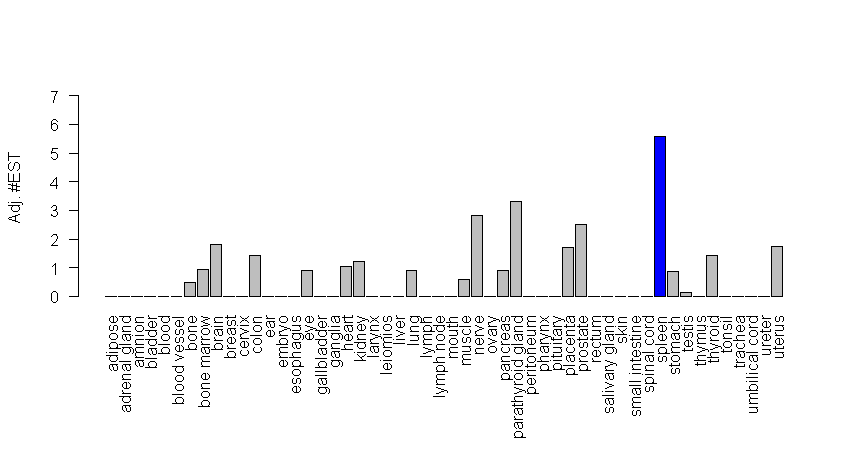 Adj. #EST
7
6
5
4
3
2
1
0
adipose
adrenal gland
amnion
bladder
blood
blood vessel
bone
bone marrow
brain
breast
cervix
colon
ear
embryo
esophagus
eye
gallbladder
ganglia
heart
kidney
larynx
leiomios
liver
lung
lymph
lymph node
mouth
muscle
nerve
ovary
pancreas
parathyroid gland
peritoneum
pharynx
pituitary
placenta
prostate
rectum
salivary gland
skin
small intestine
spinal cord
spleen
stomach
testis
thymus
thyroid
tonsil
trachea
umbilical cord
ureter
uterus